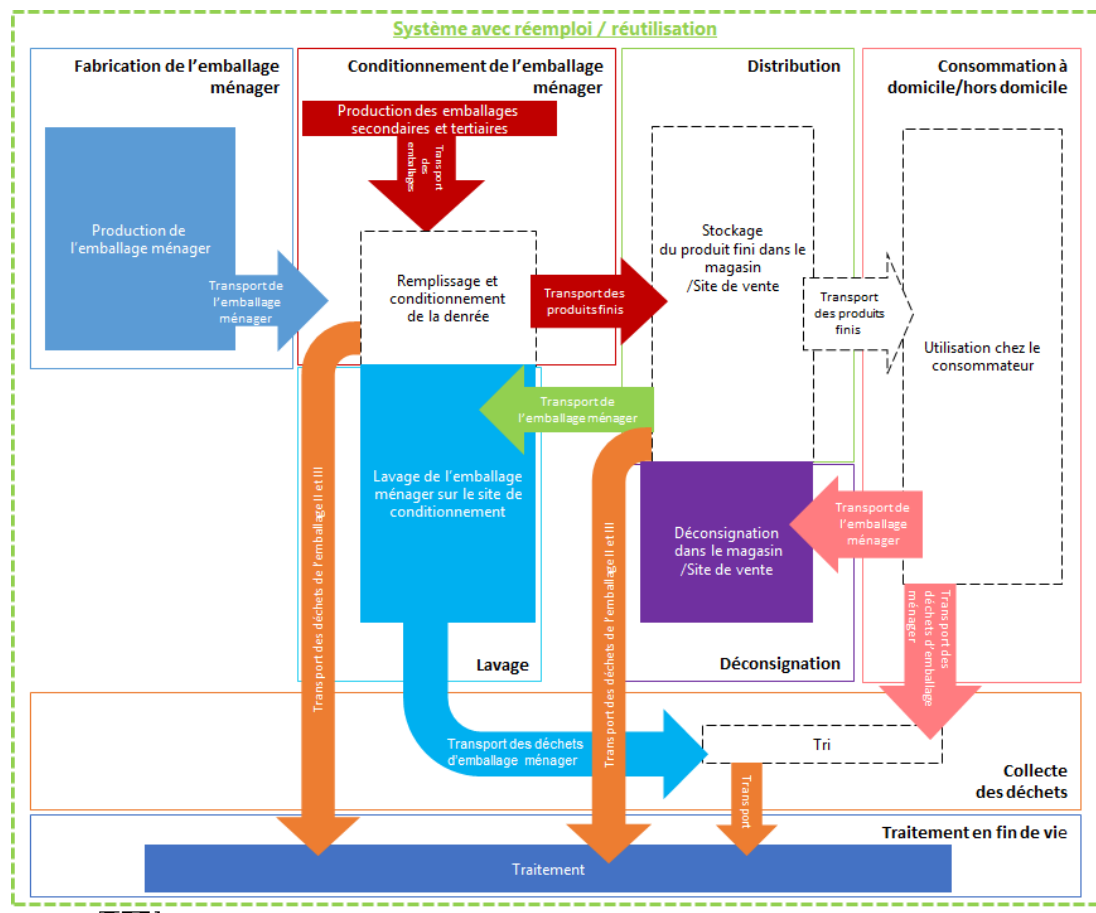 Système avec réemploi / réutilisation
Fabrication de l'emballage
ménager
Conditionnement de l'emballage
ménager
Distribution
Consommation à
domicile/hors domicile
Production des emballages
secondaires et tertiaires
Transport
des
emballages
Production de
l'emballage ménager
Transport de
l'emballage
ménager
Remplissage et
conditionnement
de la denrée
Transport des
produits finis
Stockage
du produit fini dans le
magasin
/Site de vente
Transport
des produits
finis
Utilisation chez le
consommateur
Transport de
l'emballage ménager
Lavage de l'emballage
ménager sur le site de
conditionnement
Transport des déchets de l'emballage II et III
Transport des déchets de l'emballage II et III
Déconsignation
dans le magasin
/Site de vente
Transport de
l'emballage
ménager
Transport des
déchets d'emballage
ménager
Lavage
Déconsignation
Transport des déchets
d'emballage ménager
Tri
Collecte
des déchets
Transport
Traitement en fin de vie
Traitement